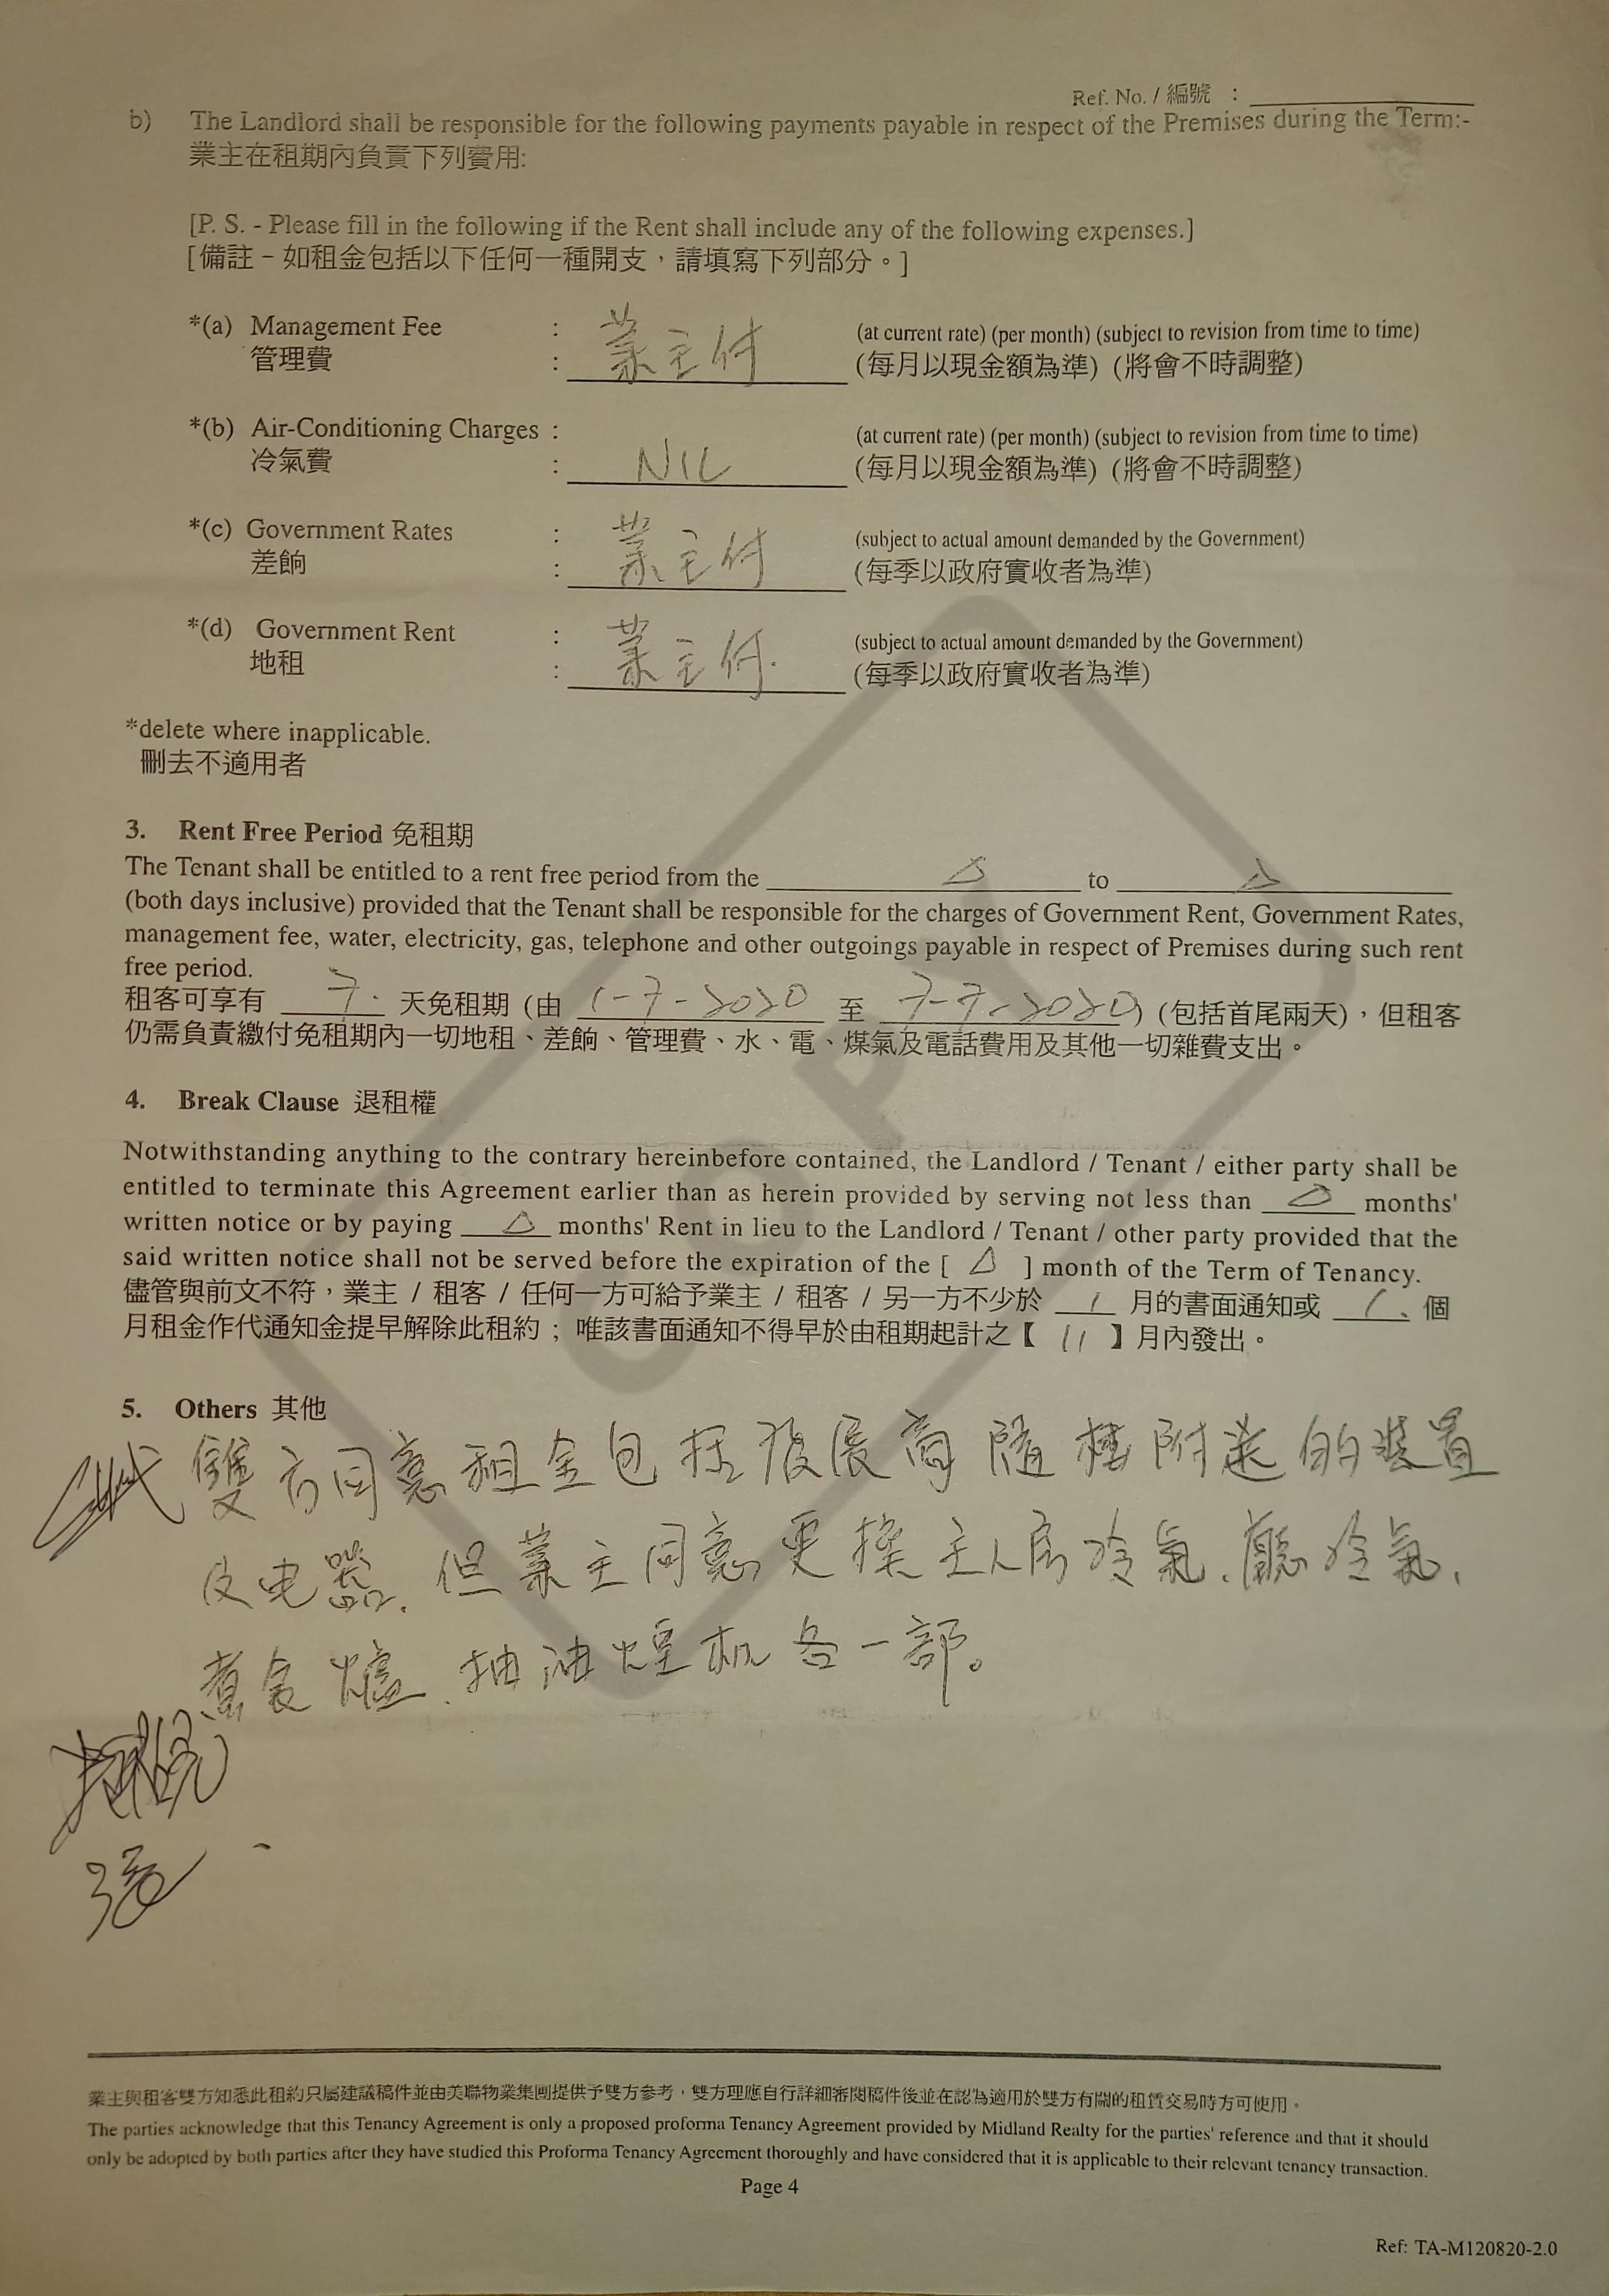 Ref. No. / 編號 :
b) The Landlord shall be responsible for the following payments payable in respect of the Premises during the Term:-
業主在租期內負責下列費用:
[P. S. - Please fill in the following if the Rent shall include any of the following expenses.]
[備註 - 如租金包括以下任何一種開支，請填寫下列部分。]
*(a) Management Fee : (at current rate) (per month) (subject to revision from time to time)
管理費 : 業主付 (每月以現金額為準) (將會不時調整)
*(b) Air-Conditioning Charges : (at current rate) (per month) (subject to revision from time to time)
冷氣費 : NIL (每月以現金額為準) (將會不時調整)
*(c) Government Rates : (subject to actual amount demanded by the Government)
差餉 : 業主付 (每季以政府實收者為準)
*(d) Government Rent : (subject to actual amount demanded by the Government)
地租 : 業主付. (每季以政府實收者為準)
*delete where inapplicable.
刪去不適用者
3. Rent Free Period 免租期
The Tenant shall be entitled to a rent free period from the △ to △
(both days inclusive) provided that the Tenant shall be responsible for the charges of Government Rent, Government Rates,
management fee, water, electricity, gas, telephone and other outgoings payable in respect of Premises during such rent
free period.
租客可享有 7. 天免租期 (由 1-7-2020 至 7-7-2020) (包括首尾兩天)，但租客
仍需負責繳付免租期內一切地租、差餉、管理費、水、電、煤氣及電話費用及其他一切雜費支出。
4. Break Clause 退租權
Notwithstanding anything to the contrary hereinbefore contained, the Landlord / Tenant / either party shall be
entitled to terminate this Agreement earlier than as herein provided by serving not less than △ months'
written notice or by paying △ months' Rent in lieu to the Landlord / Tenant / other party provided that the
said written notice shall not be served before the expiration of the [ △ ] month of the Term of Tenancy.
儘管與前文不符，業主 / 租客 / 任何一方可給予業主 / 租客 / 另一方不少於 1 月的書面通知或 1、個
月租金作代通知金提早解除此租約；唯該書面通知不得早於由租期起計之【 11 】月內發出。
5. Others 其他
雙方同意租金包括發展商隨樓附送的裝置
及电器. 但業主同意更換主人房冷氣、廳冷氣、
煮食爐、抽油煙机各一部。
COPY
業主與租客雙方知悉此租約只屬建議稿件並由美聯物業集團提供予雙方參考，雙方理應自行詳細審閱稿件後並在認為適用於雙方有關的租賃交易時方可使用。
The parties acknowledge that this Tenancy Agreement is only a proposed proforma Tenancy Agreement provided by Midland Realty for the parties' reference and that it should
only be adopted by both parties after they have studied this Proforma Tenancy Agreement thoroughly and have considered that it is applicable to their relevant tenancy transaction.
Page 4
Ref: TA-M120820-2.0